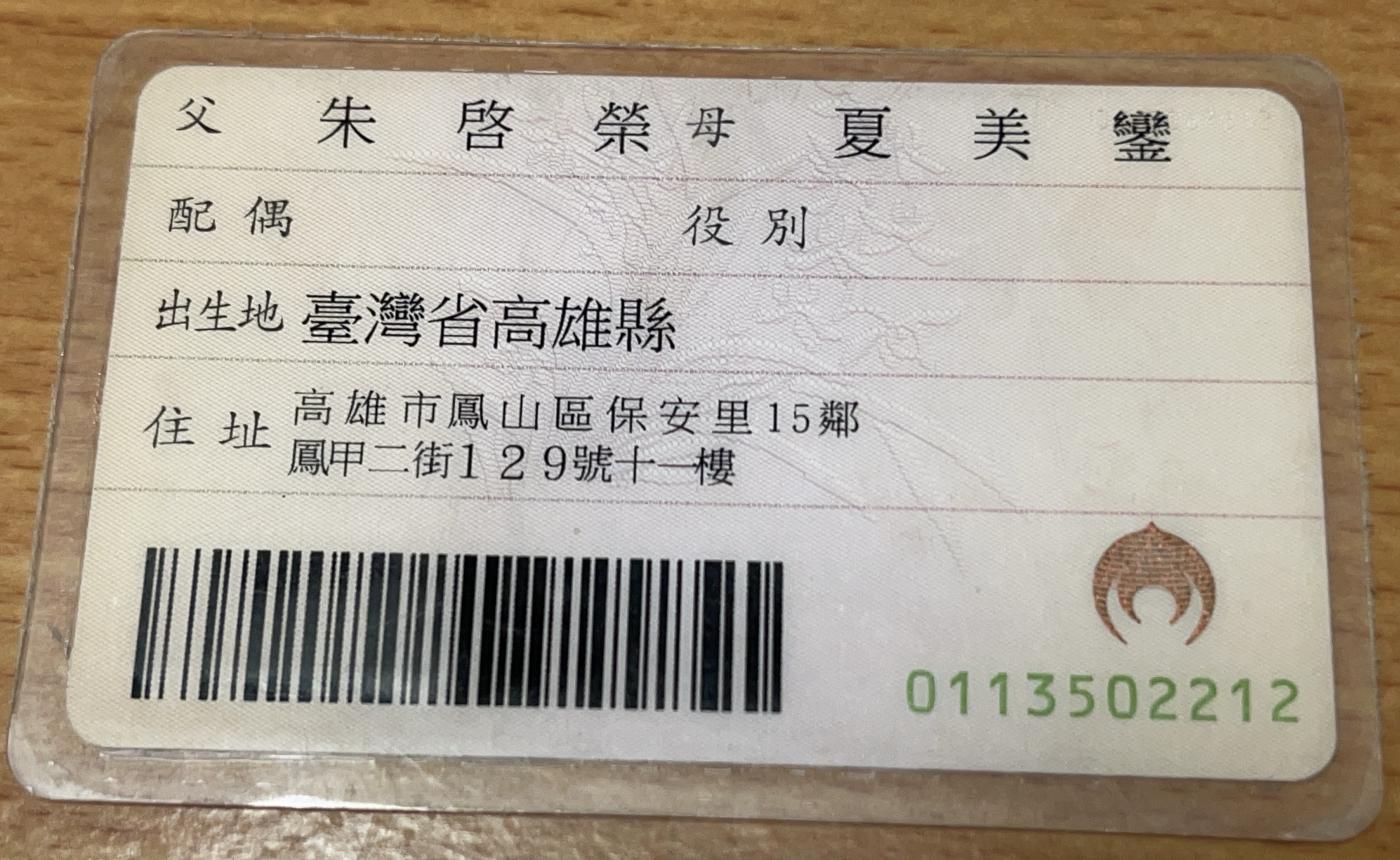 父 朱啓榮 母 夏美鑾
配偶 役別
出生地 臺灣省高雄縣
住址 高雄市鳳山區保安里15鄰
鳳甲二街129號十一樓
0113502212